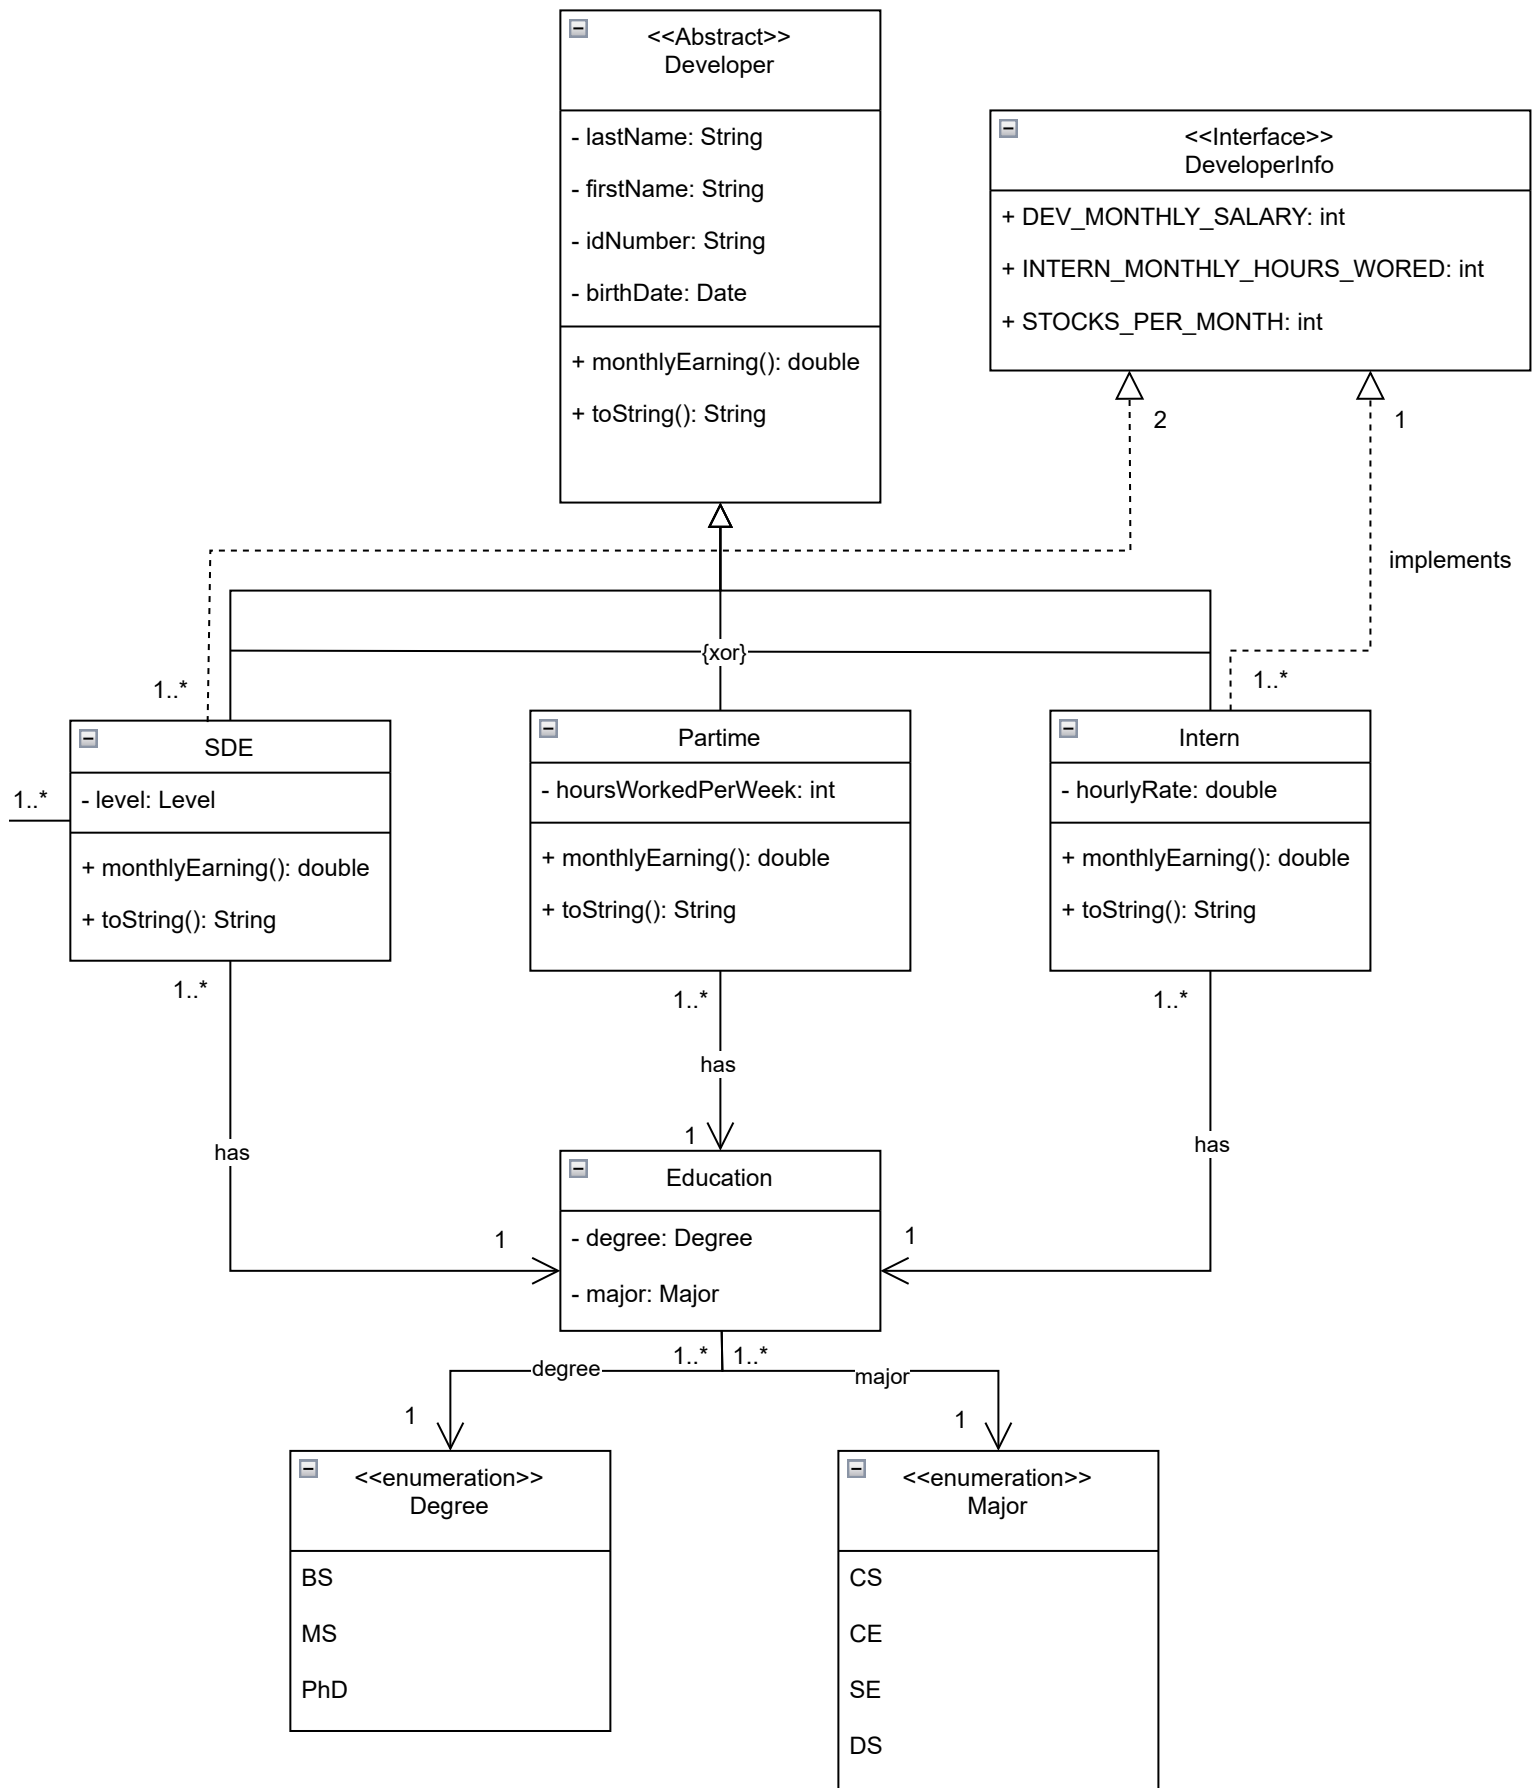 <<Abstract>>
Developer
- lastName: String
- firstName: String
- idNumber: String
- birthDate: Date
+ monthlyEarning(): double
+ toString(): String
<<Interface>>
DeveloperInfo
+ DEV_MONTHLY_SALARY: int
+ INTERN_MONTHLY_HOURS_WORED: int
+ STOCKS_PER_MONTH: int
2
1
implements
{xor}
1..*
1..*
SDE
- level: Level
+ monthlyEarning(): double
+ toString(): String
1..*
Partime
- hoursWorkedPerWeek: int
+ monthlyEarning(): double
+ toString(): String
Intern
- hourlyRate: double
+ monthlyEarning(): double
+ toString(): String
1..*
1..*
1..*
has
has
has
1
1
1
Education
- degree: Degree
- major: Major
1..*
1..*
degree
major
1
1
<<enumeration>>
Degree
BS
MS
PhD
<<enumeration>>
Major
CS
CE
SE
DS